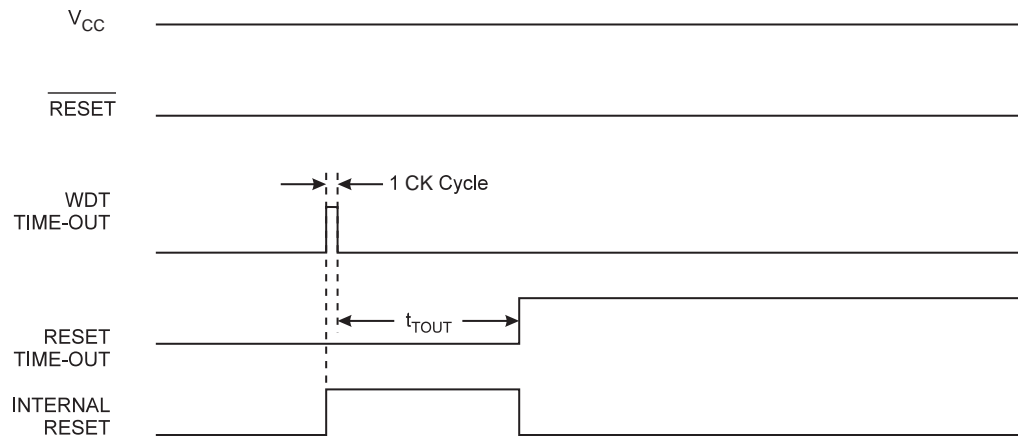 VCC
RESET
1 CK Cycle
WDT
TIME-OUT
tTOUT
RESET
TIME-OUT
INTERNAL
RESET